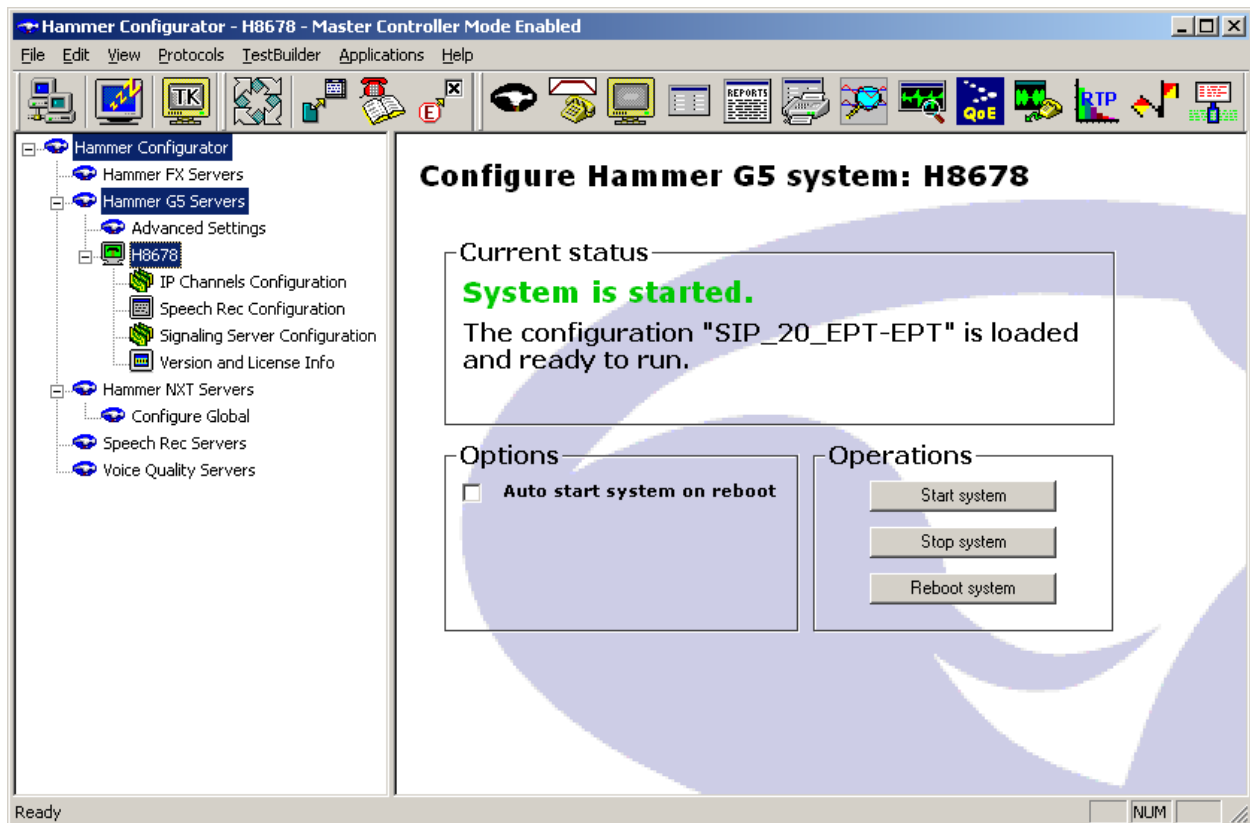 Hammer Configurator - H8678 - Master Controller Mode Enabled
File Edit View Protocols TestBuilder Applications Help
TK
E
REPORTS
QoE
RTP
Hammer Configurator
Hammer FX Servers
Hammer G5 Servers
Advanced Settings
H8678
IP Channels Configuration
Speech Rec Configuration
Signaling Server Configuration
Version and License Info
Hammer NXT Servers
Configure Global
Speech Rec Servers
Voice Quality Servers
Configure Hammer G5 system: H8678
Current status
System is started.
The configuration "SIP_20_EPT-EPT" is loaded
and ready to run.
Options
Auto start system on reboot
Operations
Start system
Stop system
Reboot system
Ready
NUM